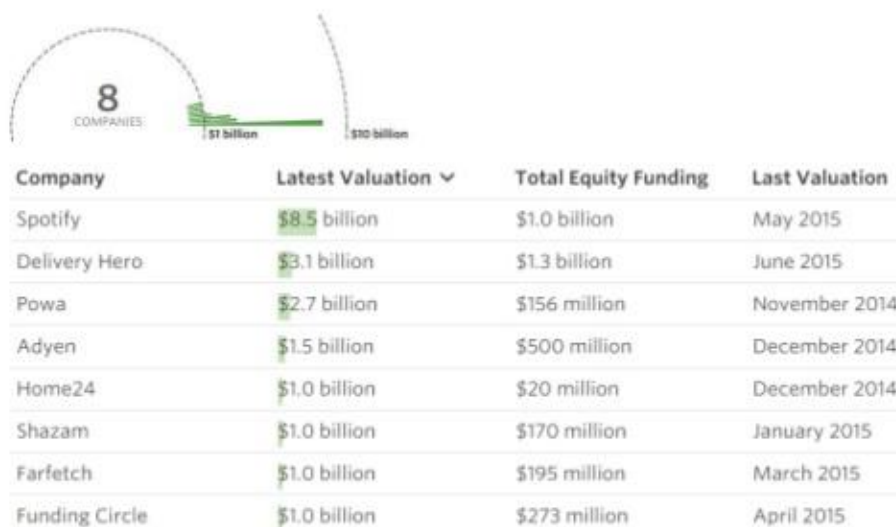 8
COMPANIES
$1 billion $10 billion
Company Latest Valuation Total Equity Funding Last Valuation
Spotify $8.5 billion $1.0 billion May 2015
Delivery Hero $3.1 billion $1.3 billion June 2015
Powa $2.7 billion $156 million November 2014
Adyen $1.5 billion $500 million December 2014
Home24 $1.0 billion $20 million December 2014
Shazam $1.0 billion $170 million January 2015
Farfetch $1.0 billion $195 million March 2015
Funding Circle $1.0 billion $273 million April 2015